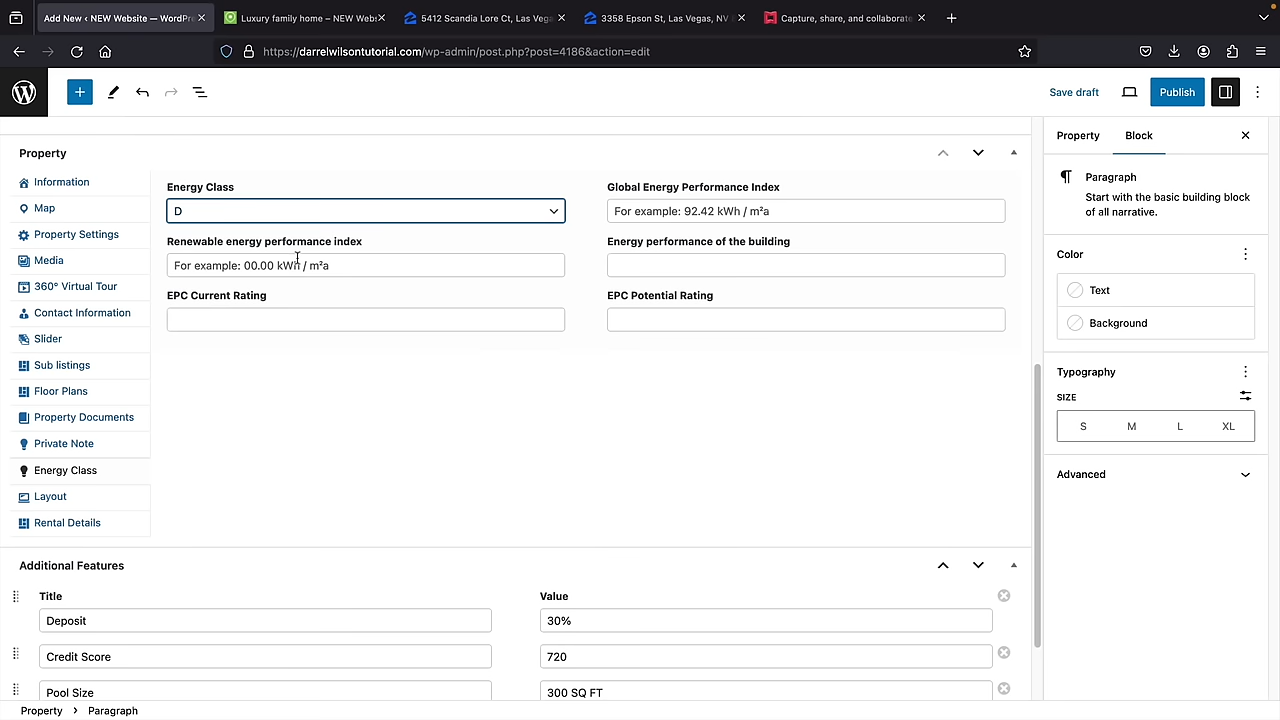 Add New ‹ NEW Website — WordPre
Luxury family home – NEW Webs
5412 Scandia Lore Ct, Las Vega
3358 Epson St, Las Vegas, NV
Capture, share, and collaborate
https://darrelwilsontutorial.com/wp-admin/post.php?post=4186&action=edit
Save draft
Publish
Property
Property
Block
Information
Map
Property Settings
Media
360° Virtual Tour
Contact Information
Slider
Sub listings
Floor Plans
Property Documents
Private Note
Energy Class
Layout
Rental Details
Energy Class
Global Energy Performance Index
D
For example: 92.42 kWh / m²a
Renewable energy performance index
Energy performance of the building
For example: 00.00 kWh / m²a
EPC Current Rating
EPC Potential Rating
Paragraph
Start with the basic building block
of all narrative.
Color
Text
Background
Typography
SIZE
S M L XL
Advanced
Additional Features
Title
Value
Deposit
30%
Credit Score
720
Pool Size
300 SQ FT
Property › Paragraph